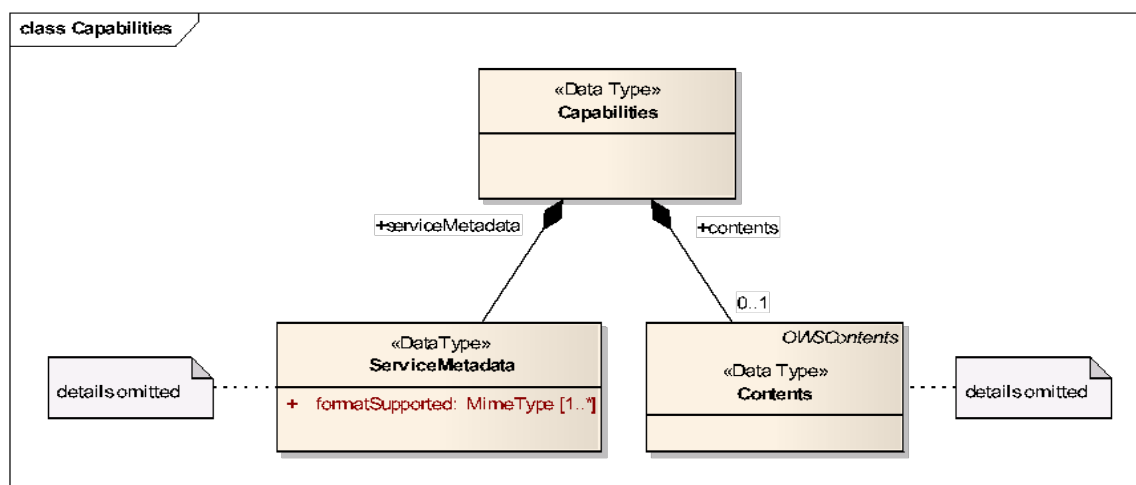 class Capabilities
«Data Type»
Capabilities
+serviceMetadata
+contents
0..1
«DataType»
ServiceMetadata
+ formatSupported: MimeType [1..*]
OWSContents
«Data Type»
Contents
details omitted
details omitted